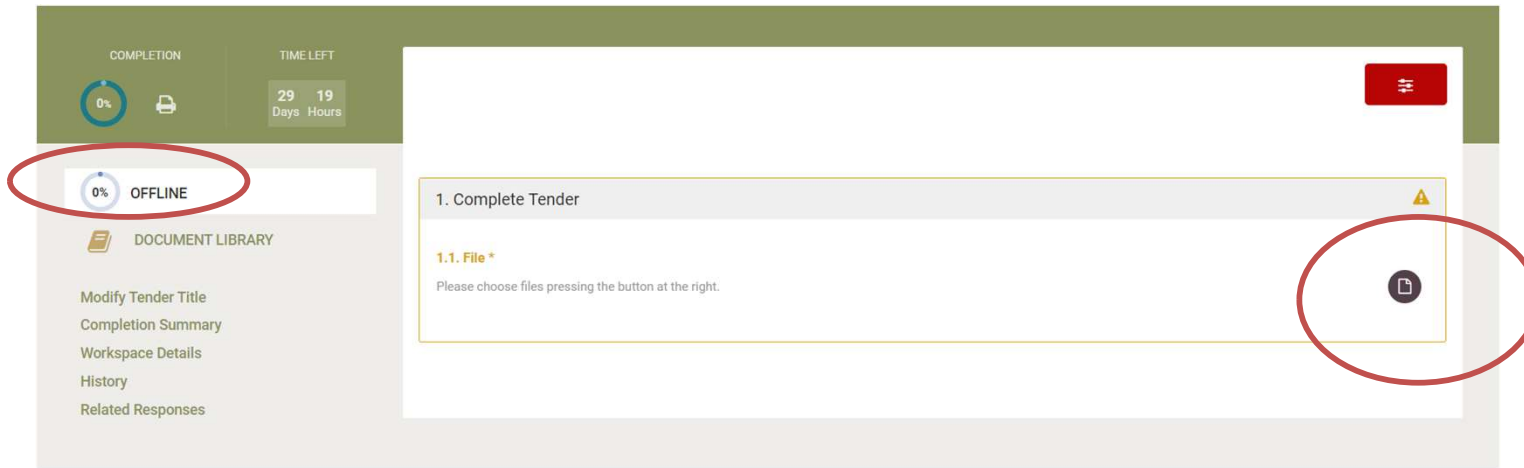 COMPLETION
TIME LEFT
0%
29 19
Days Hours
0% OFFLINE
DOCUMENT LIBRARY
Modify Tender Title
Completion Summary
Workspace Details
History
Related Responses
1. Complete Tender
1.1. File *
Please choose files pressing the button at the right.